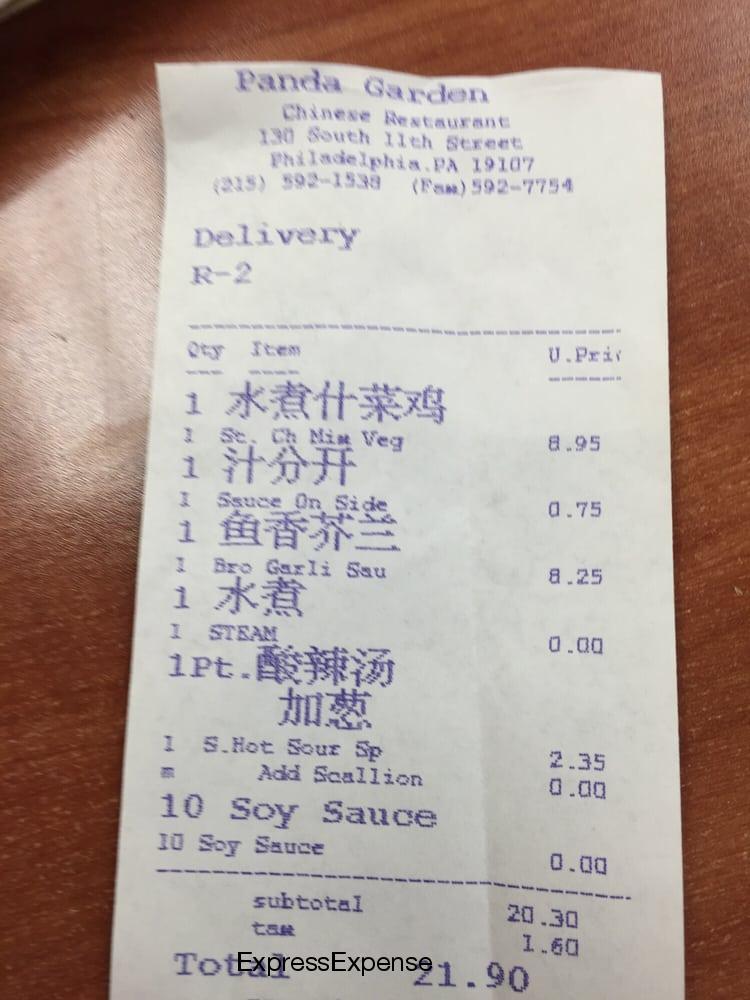 Panda Garden
Chinese Restaurant
130 South 11th Street
Philadelphia.PA 19107
(215) 592-1538 (Fax)592-7754
Delivery
R-2
Qty Item U.Pri
1 水煮什菜鸡
1 St. Ch Mix Veg 8.95
1 汁分开
1 Sauce On Side 0.75
1 鱼香芥兰
1 Bro Garli Sau 8.25
1 水煮
1 STEAM 0.00
1Pt.酸辣汤
加葱
1 S.Hot Sour Sp 2.35
m Add Scallion 0.00
10 Soy Sauce
10 Soy Sauce 0.00
subtotal 20.30
tax 1.60
Total 21.90
ExpressExpense